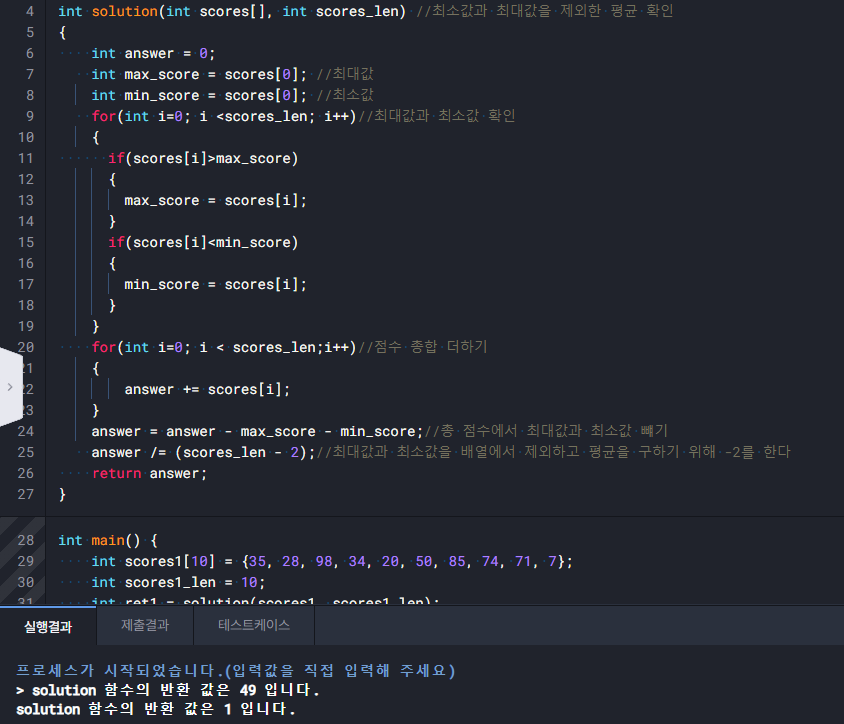 4 int solution(int scores[], int scores_len) //최소값과 최대값을 제외한 평균 확인
5 {
6 int answer = 0;
7 int max_score = scores[0]; //최대값
8 int min_score = scores[0]; //최소값
9 for(int i=0; i <scores_len; i++)//최대값과 최소값 확인
10 {
11 if(scores[i]>max_score)
12 {
13 max_score = scores[i];
14 }
15 if(scores[i]<min_score)
16 {
17 min_score = scores[i];
18 }
19 }
20 for(int i=0; i < scores_len;i++)//점수 종합 더하기
21 {
22 answer += scores[i];
23 }
24 answer = answer - max_score - min_score;//총 점수에서 최대값과 최소값 빼기
25 answer /= (scores_len - 2);//최대값과 최소값을 배열에서 제외하고 평균을 구하기 위해 -2를 한다
26 return answer;
27 }
28 int main() {
29 int scores1[10] = {35, 28, 98, 34, 20, 50, 85, 74, 71, 7};
30 int scores1_len = 10;
31 int ret1 = solution(scores1, scores1_len);
실행결과 제출결과 테스트케이스
프로세스가 시작되었습니다.(입력값을 직접 입력해 주세요)
> solution 함수의 반환 값은 49 입니다.
solution 함수의 반환 값은 1 입니다.